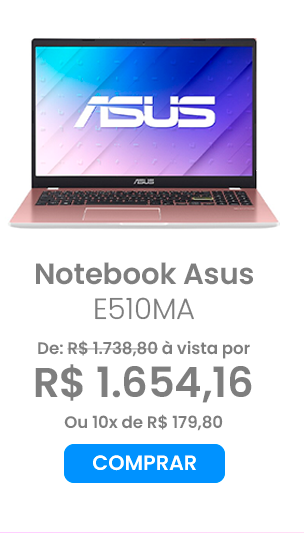 ASUS
ASUS
Notebook Asus
E510MA
De: R$ 1.738,80 à vista por
R$ 1.654,16
Ou 10x de R$ 179,80
COMPRAR